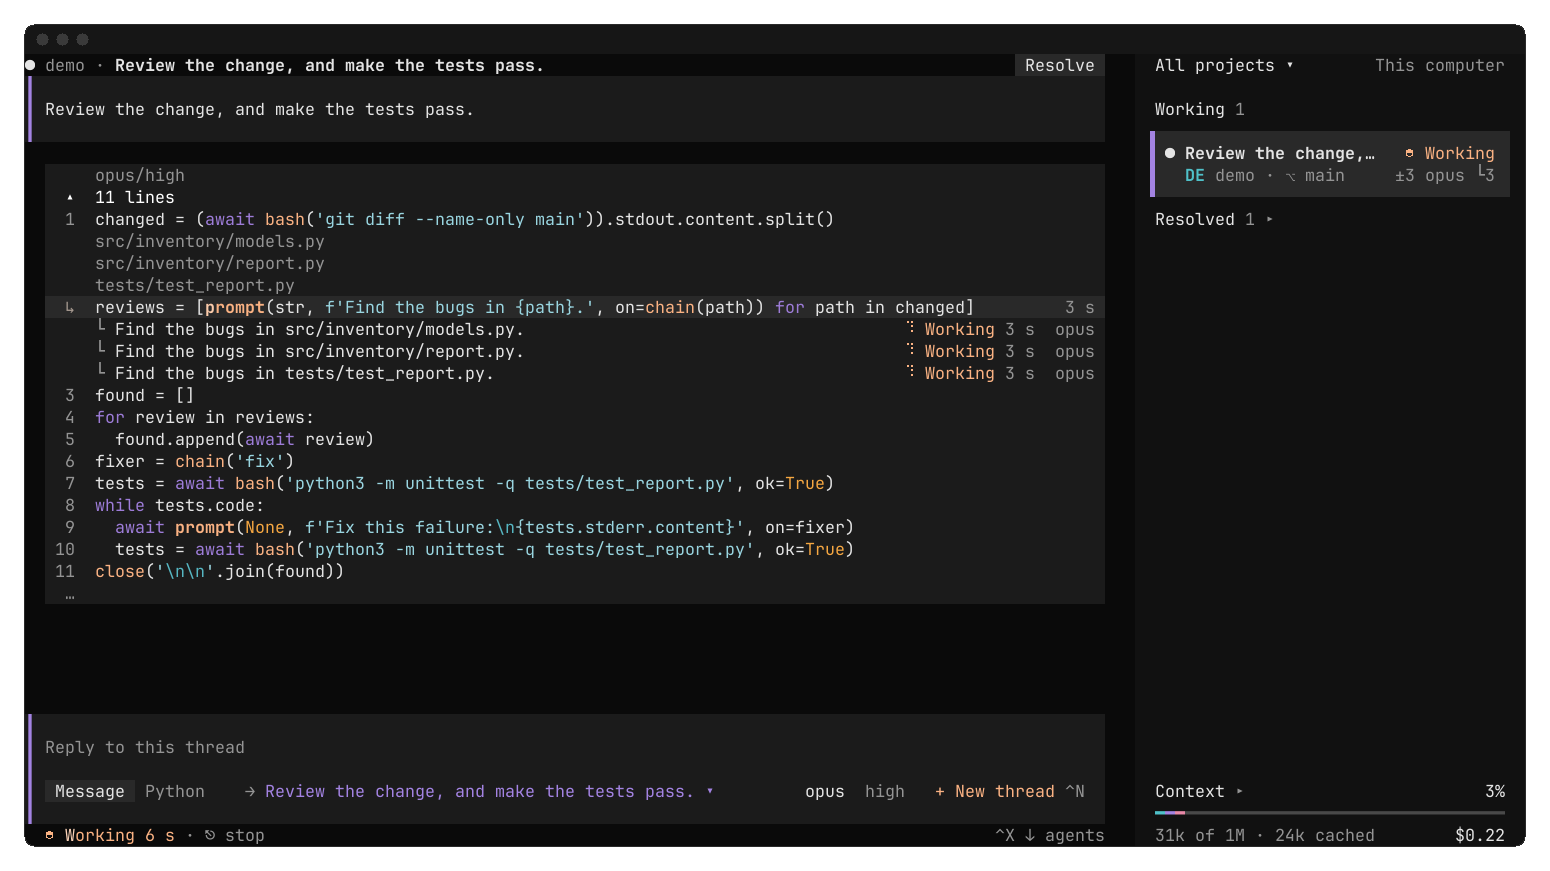 demo · Review the change, and make the tests pass.
Resolve
Review the change, and make the tests pass.
opus/high
▴ 11 lines
1 changed = (await bash('git diff --name-only main')).stdout.content.split()
src/inventory/models.py
src/inventory/report.py
tests/test_report.py
↳ reviews = [prompt(str, f'Find the bugs in {path}.', on=chain(path)) for path in changed] 3 s
└ Find the bugs in src/inventory/models.py. Working 3 s opus
└ Find the bugs in src/inventory/report.py. Working 3 s opus
└ Find the bugs in tests/test_report.py. Working 3 s opus
3 found = []
4 for review in reviews:
5   found.append(await review)
6 fixer = chain('fix')
7 tests = await bash('python3 -m unittest -q tests/test_report.py', ok=True)
8 while tests.code:
9   await prompt(None, f'Fix this failure:\n{tests.stderr.content}', on=fixer)
10   tests = await bash('python3 -m unittest -q tests/test_report.py', ok=True)
11 close('\n\n'.join(found))
…
Reply to this thread
Message Python → Review the change, and make the tests pass. ▾ opus high + New thread ^N
Working 6 s · ⎋ stop
^X ↓ agents
All projects ▾ This computer
Working 1
Review the change,… Working
DE demo · ⌥ main ±3 opus └3
Resolved 1 ▸
Context ▸ 3%
31k of 1M · 24k cached $0.22